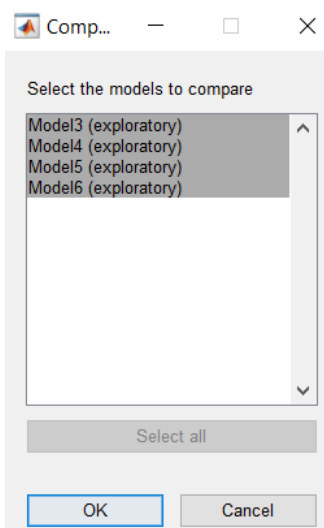 Comp...
Select the models to compare
Model3 (exploratory)
Model4 (exploratory)
Model5 (exploratory)
Model6 (exploratory)
Select all
OK Cancel